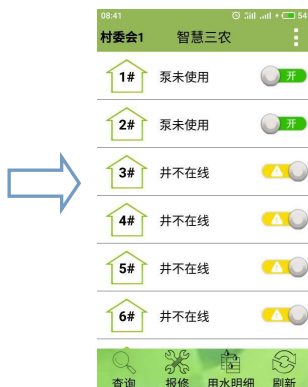 08:41 54
村委会1 智慧三农
1# 泵未使用 开
2# 泵未使用 开
3# 井不在线
4# 井不在线
5# 井不在线
6# 井不在线
查询 报修 用水明细 刷新